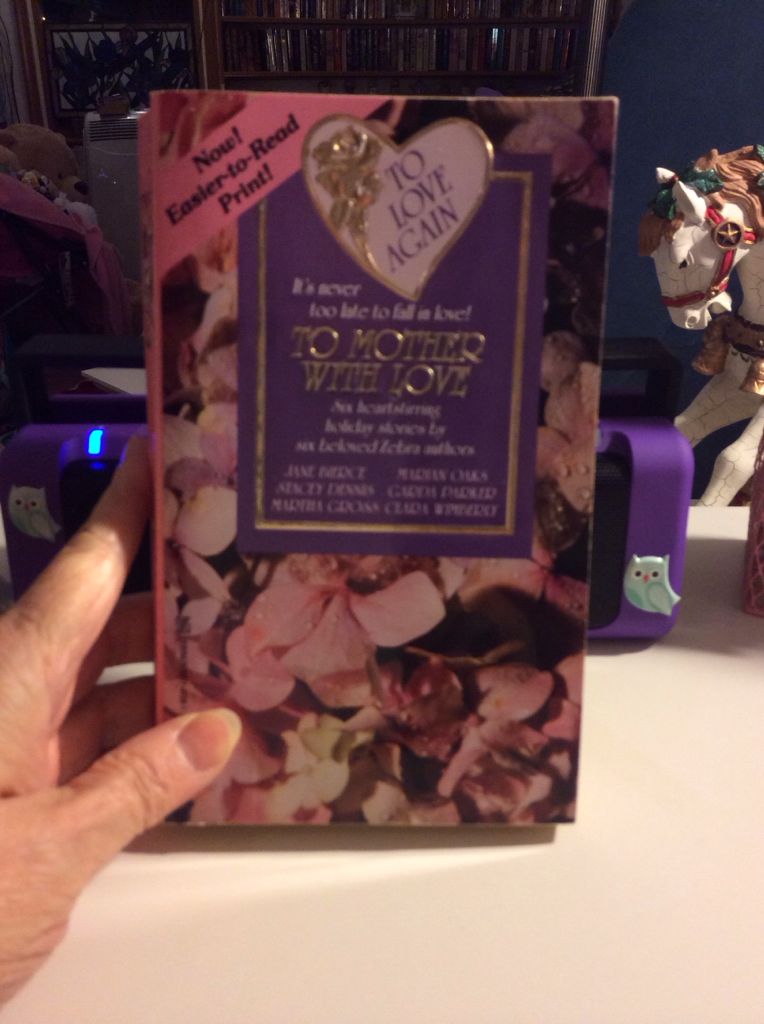 Now!
Easier-to-Read
Print!
TO
LOVE
AGAIN
It's never
too late to fall in love!
TO MOTHER
WITH LOVE
Six heartstirring
holiday stories by
six beloved Zebra authors
JANE BIERCE MARIAN OAKS
STACEY DENNIS GARDA PARKER
MARTHA GROSS CLARA WIMBERLY